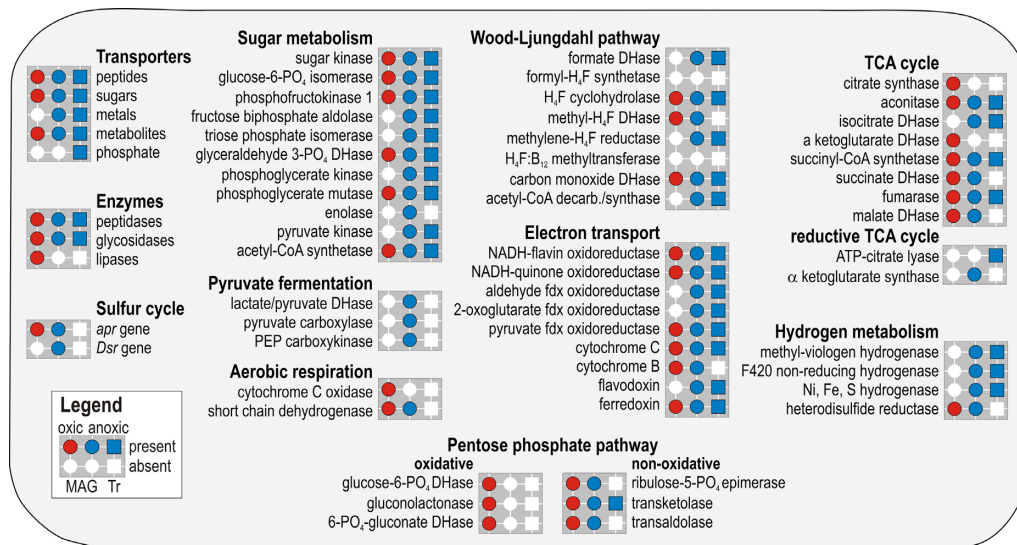 Transporters
peptides
sugars
metals
metabolites
phosphate
Enzymes
peptidases
glycosidases
lipases
Sulfur cycle
apr gene
Dsr gene
Legend
oxic anoxic
present
absent
MAG Tr
Sugar metabolism
sugar kinase
glucose-6-PO₄ isomerase
phosphofructokinase 1
fructose biphosphate aldolase
triose phosphate isomerase
glyceraldehyde 3-PO₄ DHase
phosphoglycerate kinase
phosphoglycerate mutase
enolase
pyruvate kinase
acetyl-CoA synthetase
Pyruvate fermentation
lactate/pyruvate DHase
pyruvate carboxylase
PEP carboxykinase
Aerobic respiration
cytochrome C oxidase
short chain dehydrogenase
Wood-Ljungdahl pathway
formate DHase
formyl-H₄F synthetase
H₄F cyclohydrolase
methyl-H₄F DHase
methylene-H₄F reductase
H₄F:B₁₂ methyltransferase
carbon monoxide DHase
acetyl-CoA decarb./synthase
Electron transport
NADH-flavin oxidoreductase
NADH-quinone oxidoreductase
aldehyde fdx oxidoreductase
2-oxoglutarate fdx oxidoreductase
pyruvate fdx oxidoreductase
cytochrome C
cytochrome B
flavodoxin
ferredoxin
TCA cycle
citrate synthase
aconitase
isocitrate DHase
a ketoglutarate DHase
succinyl-CoA synthetase
succinate DHase
fumarase
malate DHase
reductive TCA cycle
ATP-citrate lyase
α ketoglutarate synthase
Hydrogen metabolism
methyl-viologen hydrogenase
F420 non-reducing hydrogenase
Ni, Fe, S hydrogenase
heterodisulfide reductase
Pentose phosphate pathway
oxidative
glucose-6-PO₄ DHase
gluconolactonase
6-PO₄-gluconate DHase
non-oxidative
ribulose-5-PO₄ epimerase
transketolase
transaldolase